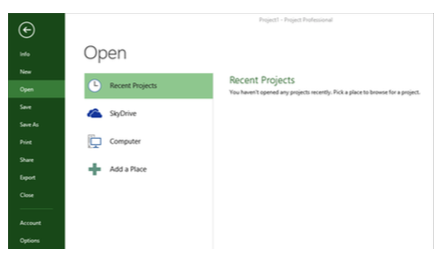 Project1 - Project Professional
Info
New
Open
Save
Save As
Print
Share
Export
Close
Account
Options
Open
Recent Projects
SkyDrive
Computer
Add a Place
Recent Projects
You haven't opened any projects recently. Pick a place to browse for a project.